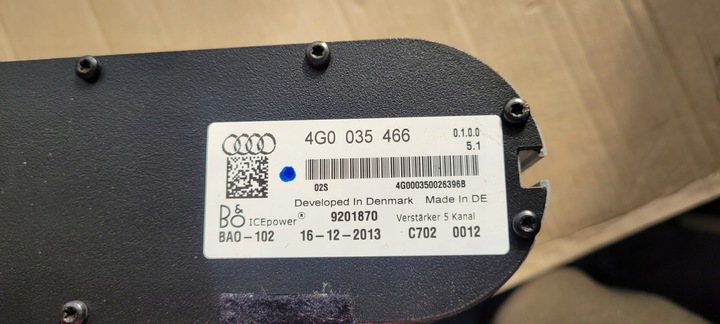 4G0 035 466
0.1.0.0
5.1
02S 4G000350026396B
Developed In Denmark Made In DE
B&O ICEpower® 9201870 Verstärker 5 Kanal
BAO-102 16-12-2013 C702 0012